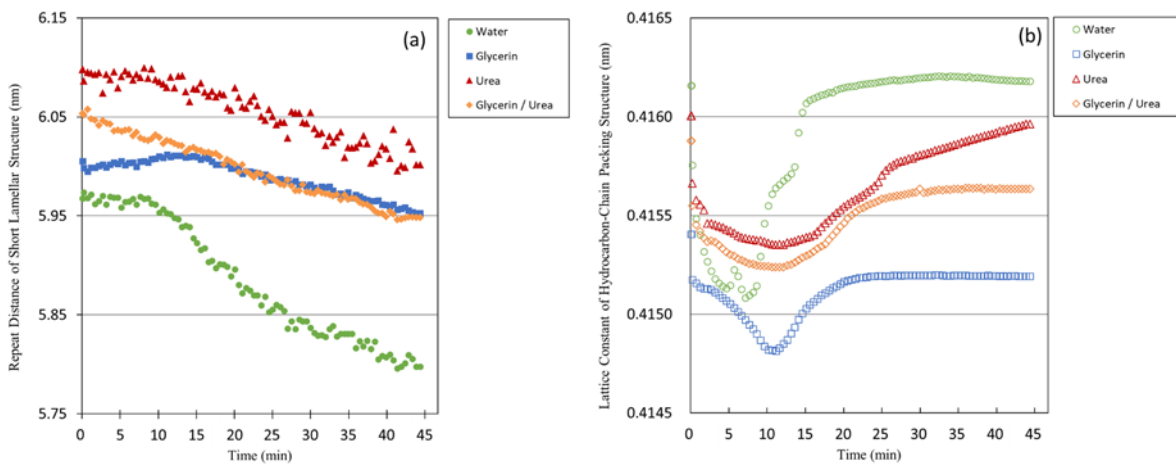 6.15
6.05
5.95
5.85
5.75
Repeat Distance of Short Lamellar Structure (nm)
0 5 10 15 20 25 30 35 40 45
Time (min)
(a)
Water
Glycerin
Urea
Glycerin / Urea
0.4165
0.4160
0.4155
0.4150
0.4145
Lattice Constant of Hydrocarbon-Chain Packing Structure (nm)
0 5 10 15 20 25 30 35 40 45
Time (min)
(b)
Water
Glycerin
Urea
Glycerin / Urea